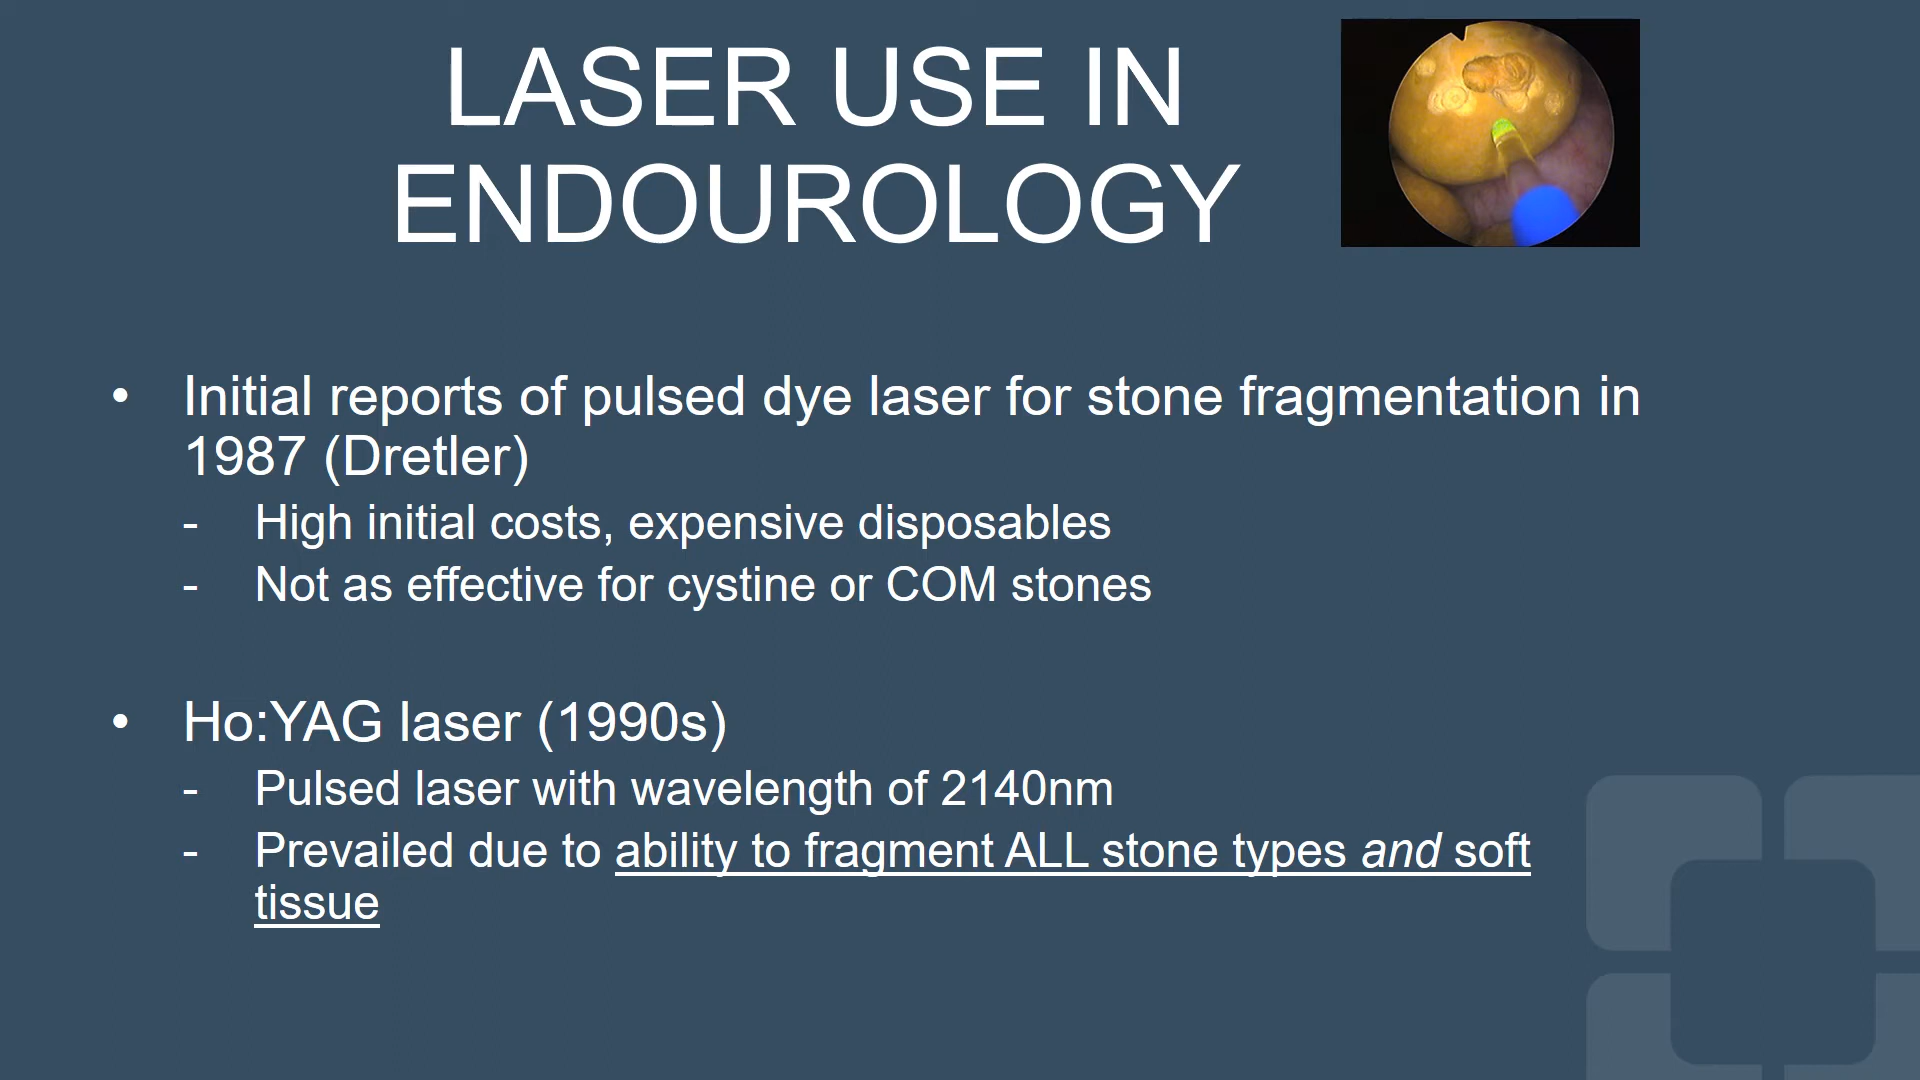 LASER USE IN
ENDOUROLOGY
• Initial reports of pulsed dye laser for stone fragmentation in
1987 (Dretler)
- High initial costs, expensive disposables
- Not as effective for cystine or COM stones
• Ho:YAG laser (1990s)
- Pulsed laser with wavelength of 2140nm
- Prevailed due to ability to fragment ALL stone types and soft
tissue